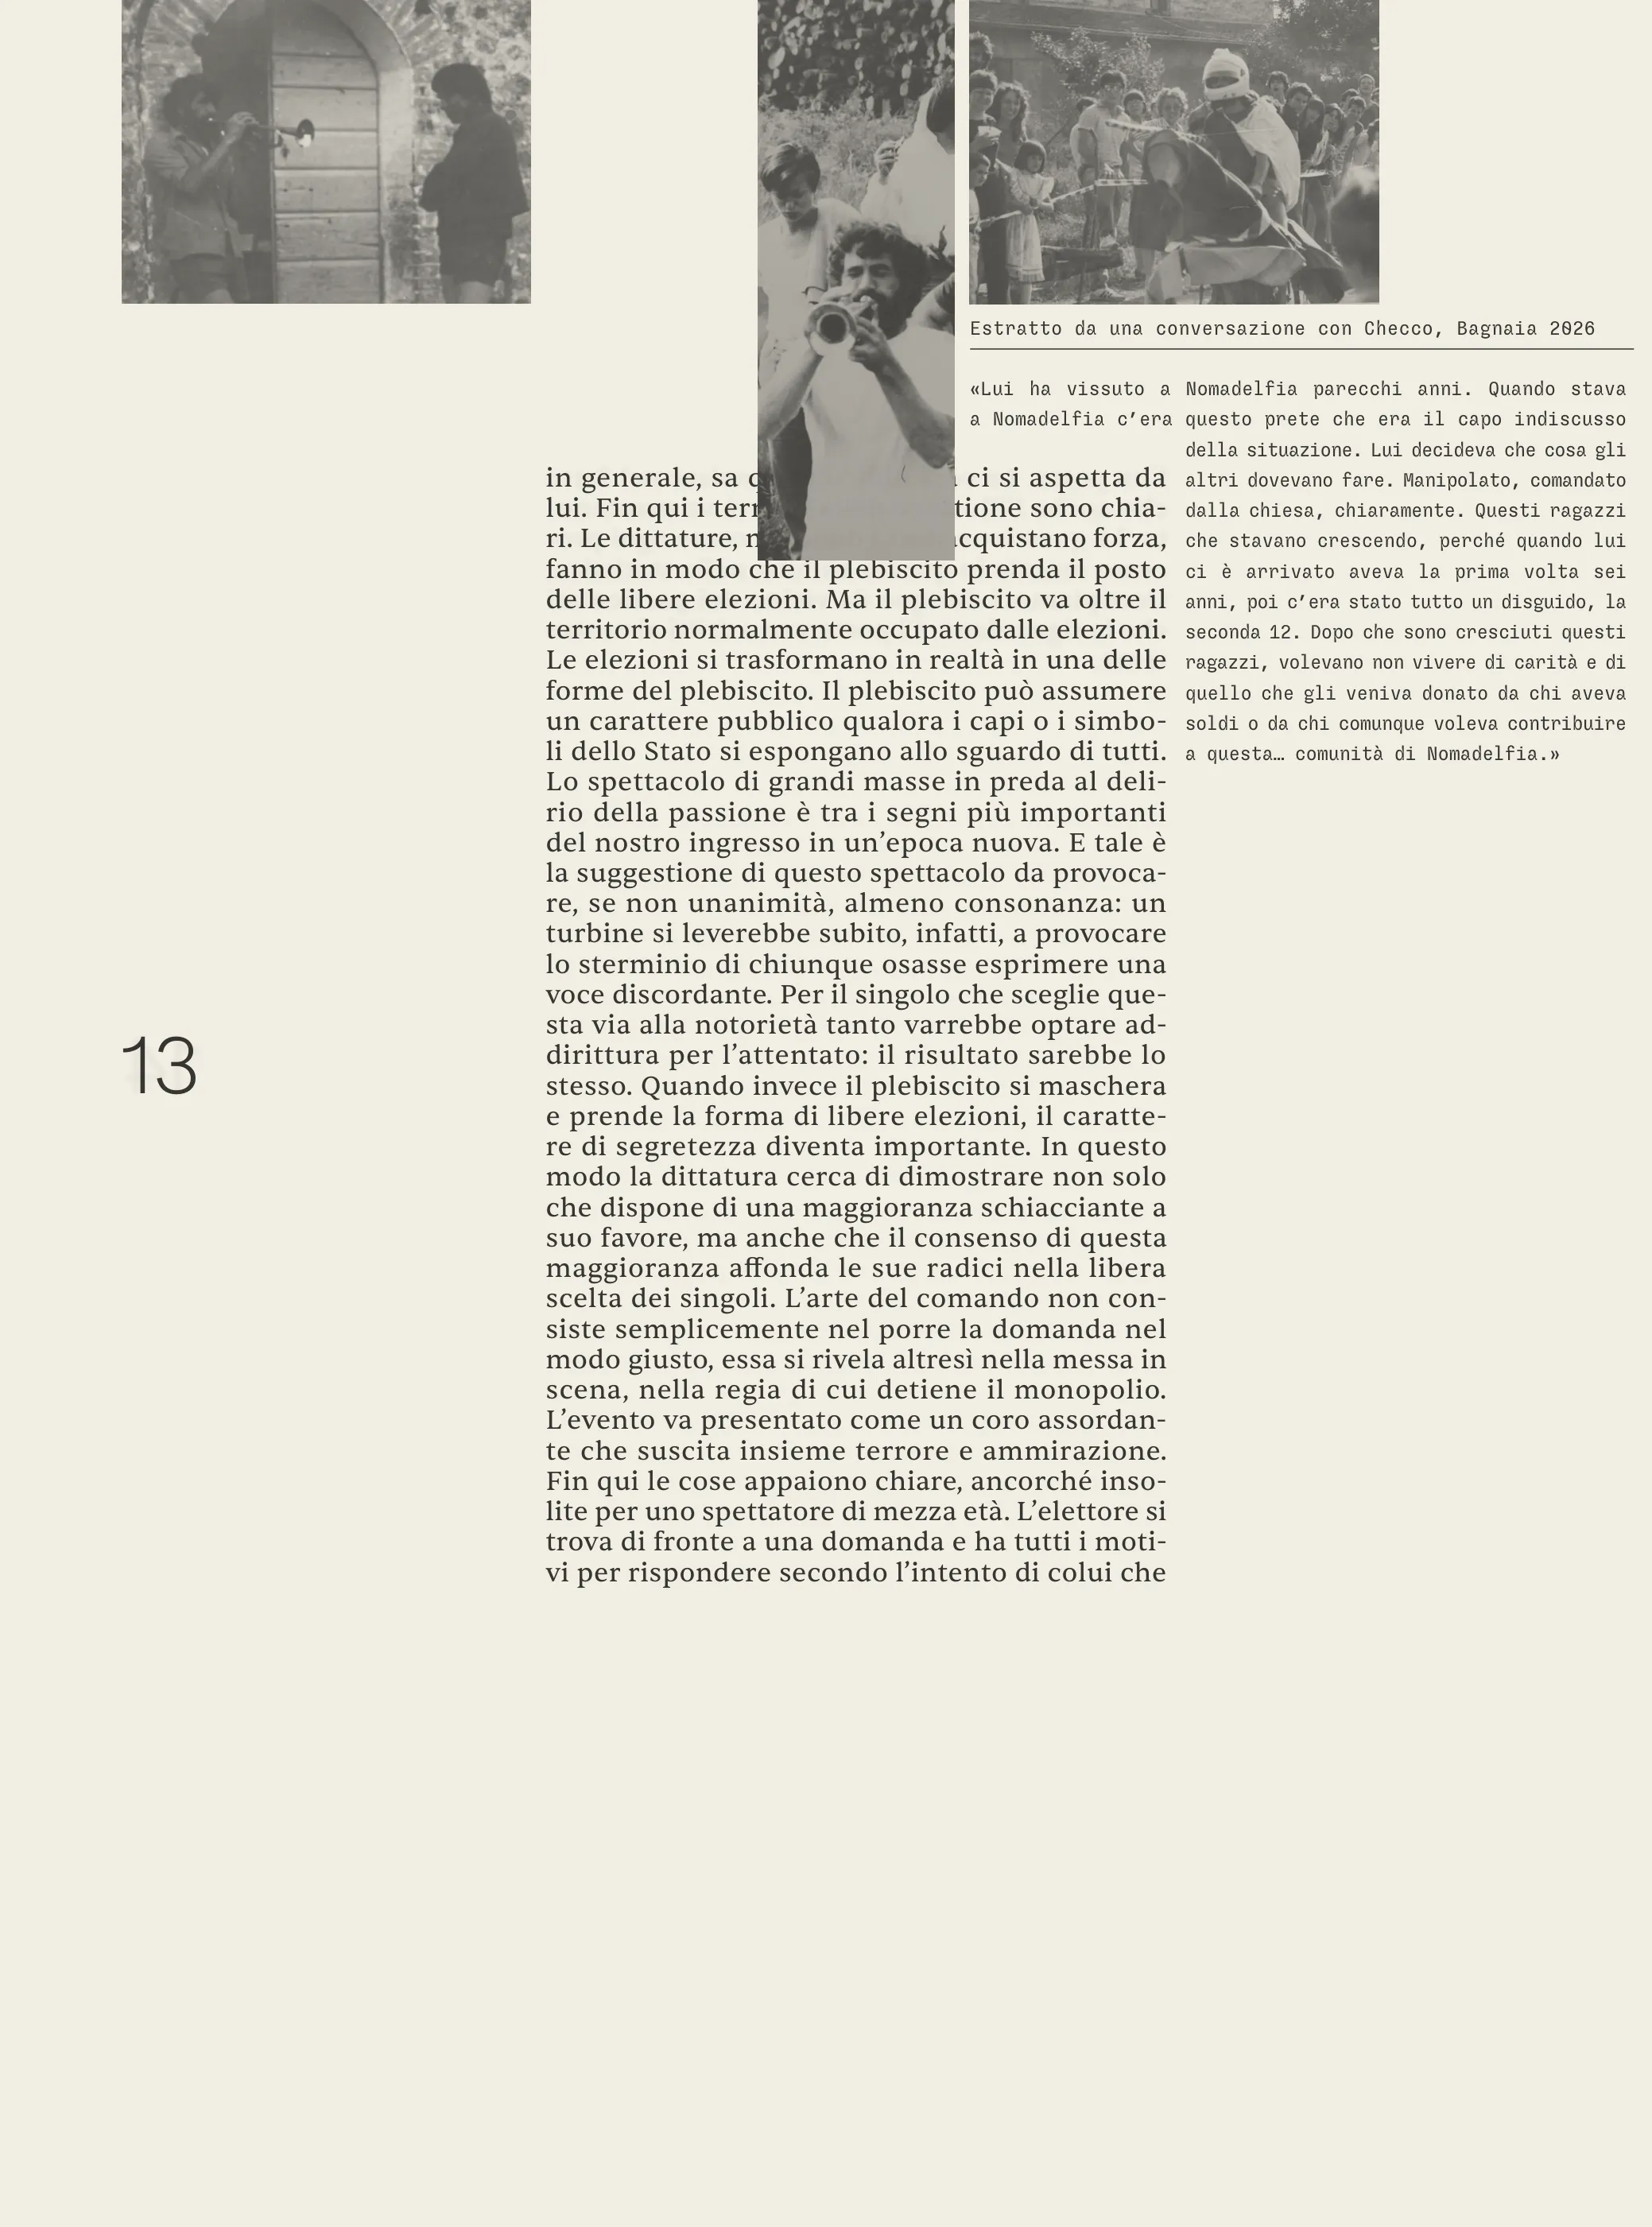 Estratto da una conversazione con Checco, Bagnaia 2026
«Lui ha vissuto a Nomadelfia parecchi anni. Quando stava
a Nomadelfia c’era questo prete che era il capo indiscusso
della situazione. Lui decideva che cosa gli
altri dovevano fare. Manipolato, comandato
dalla chiesa, chiaramente. Questi ragazzi
che stavano crescendo, perché quando lui
ci è arrivato aveva la prima volta sei
anni, poi c’era stato tutto un disguido, la
seconda 12. Dopo che sono cresciuti questi
ragazzi, volevano non vivere di carità e di
quello che gli veniva donato da chi aveva
soldi o da chi comunque voleva contribuire
a questa… comunità di Nomadelfia.»
in generale, sa ci si aspetta da
lui. Fin qui i sono chia-
ri. Le dittature, forza,
fanno in modo che il plebiscito prenda il posto
delle libere elezioni. Ma il plebiscito va oltre il
territorio normalmente occupato dalle elezioni.
Le elezioni si trasformano in realtà in una delle
forme del plebiscito. Il plebiscito può assumere
un carattere pubblico qualora i capi o i simbo-
li dello Stato si espongano allo sguardo di tutti.
Lo spettacolo di grandi masse in preda al deli-
rio della passione è tra i segni più importanti
del nostro ingresso in un’epoca nuova. E tale è
la suggestione di questo spettacolo da provoca-
re, se non unanimità, almeno consonanza: un
turbine si leverebbe subito, infatti, a provocare
lo sterminio di chiunque osasse esprimere una
voce discordante. Per il singolo che sceglie que-
sta via alla notorietà tanto varrebbe optare ad-
dirittura per l’attentato: il risultato sarebbe lo
stesso. Quando invece il plebiscito si maschera
e prende la forma di libere elezioni, il caratte-
re di segretezza diventa importante. In questo
modo la dittatura cerca di dimostrare non solo
che dispone di una maggioranza schiacciante a
suo favore, ma anche che il consenso di questa
maggioranza affonda le sue radici nella libera
scelta dei singoli. L’arte del comando non con-
siste semplicemente nel porre la domanda nel
modo giusto, essa si rivela altresì nella messa in
scena, nella regia di cui detiene il monopolio.
L’evento va presentato come un coro assordan-
te che suscita insieme terrore e ammirazione.
Fin qui le cose appaiono chiare, ancorché inso-
lite per uno spettatore di mezza età. L’elettore si
trova di fronte a una domanda e ha tutti i moti-
vi per rispondere secondo l’intento di colui che
13